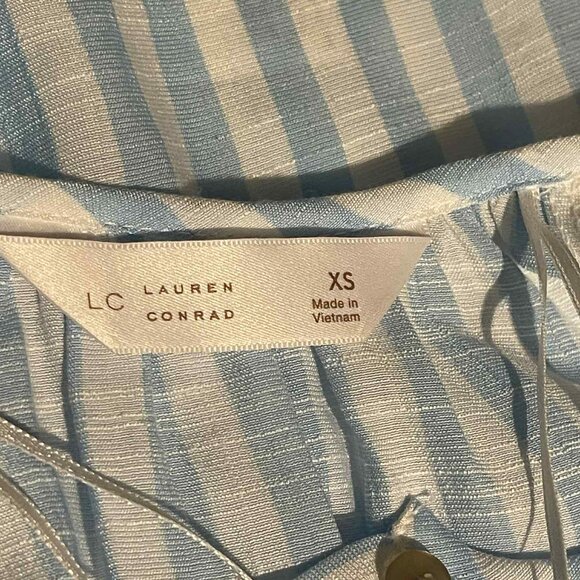 LC LAUREN CONRAD
XS
Made in
Vietnam